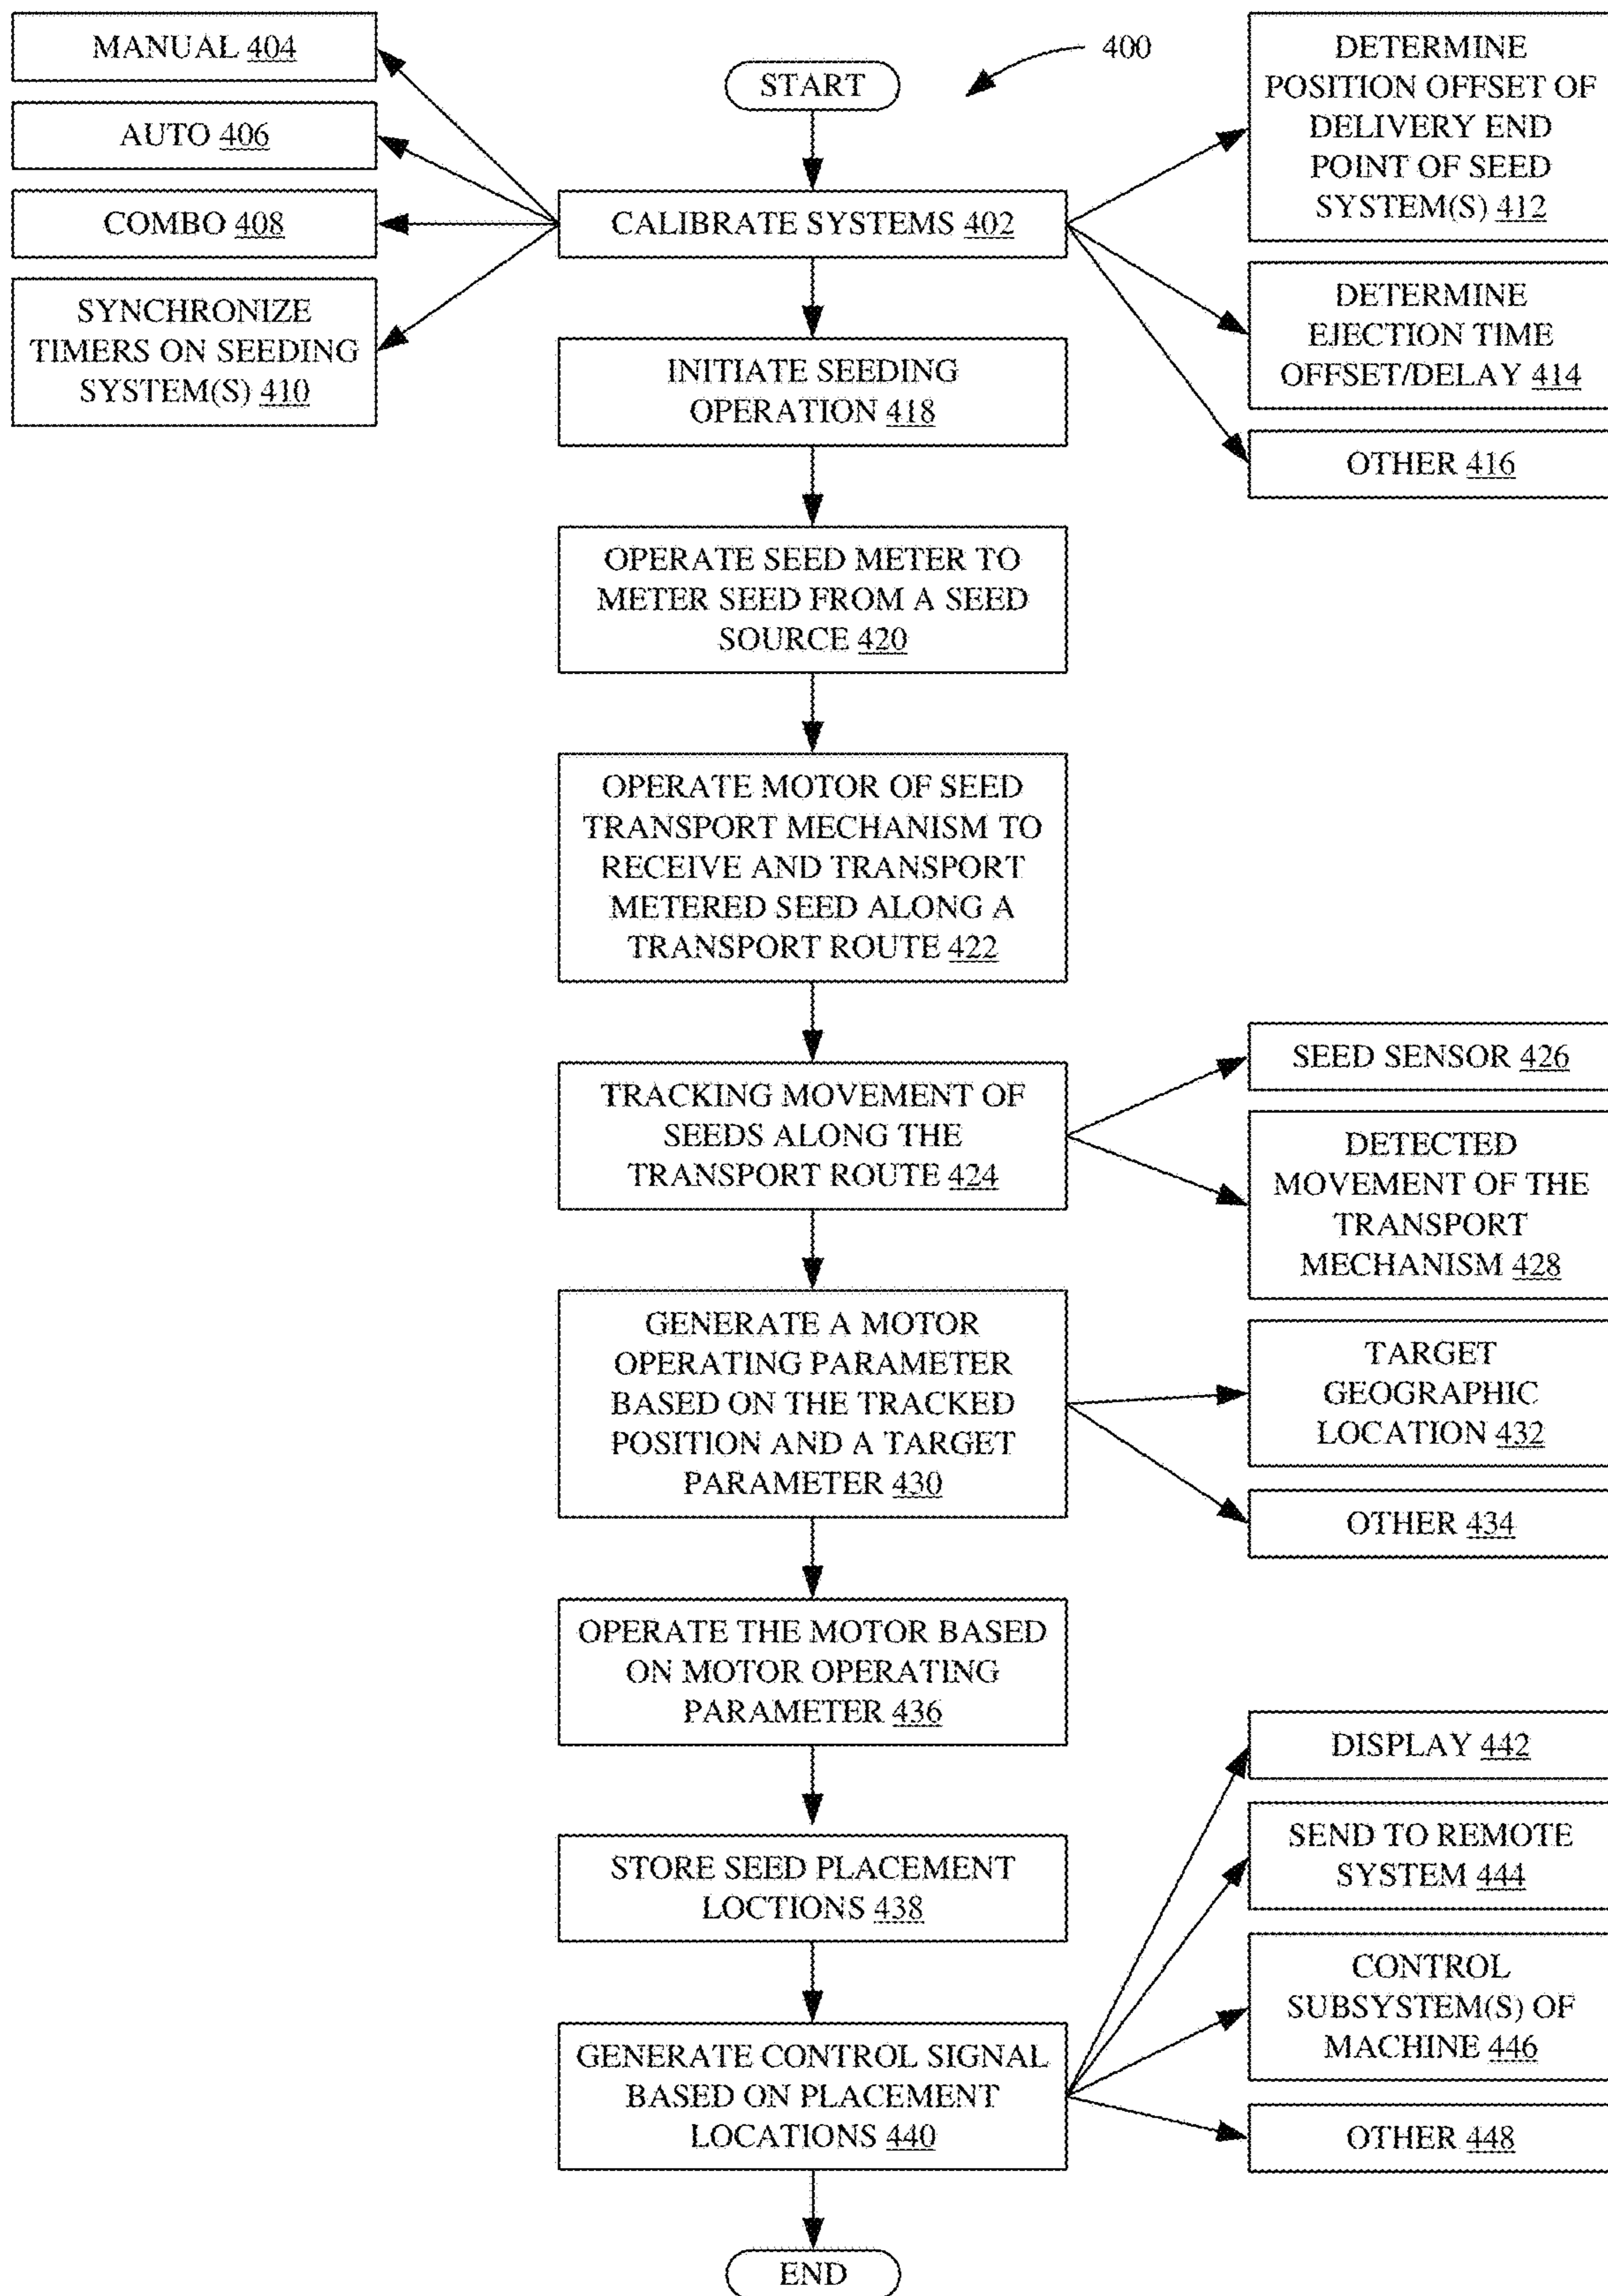 400
START
MANUAL 404
AUTO 406
COMBO 408
SYNCHRONIZE
TIMERS ON SEEDING
SYSTEM(S) 410
CALIBRATE SYSTEMS 402
DETERMINE
POSITION OFFSET OF
DELIVERY END
POINT OF SEED
SYSTEM(S) 412
DETERMINE
EJECTION TIME
OFFSET/DELAY 414
OTHER 416
INITIATE SEEDING
OPERATION 418
OPERATE SEED METER TO
METER SEED FROM A SEED
SOURCE 420
OPERATE MOTOR OF SEED
TRANSPORT MECHANISM TO
RECEIVE AND TRANSPORT
METERED SEED ALONG A
TRANSPORT ROUTE 422
TRACKING MOVEMENT OF
SEEDS ALONG THE
TRANSPORT ROUTE 424
SEED SENSOR 426
DETECTED
MOVEMENT OF THE
TRANSPORT
MECHANISM 428
GENERATE A MOTOR
OPERATING PARAMETER
BASED ON THE TRACKED
POSITION AND A TARGET
PARAMETER 430
TARGET
GEOGRAPHIC
LOCATION 432
OTHER 434
OPERATE THE MOTOR BASED
ON MOTOR OPERATING
PARAMETER 436
STORE SEED PLACEMENT
LOCTIONS 438
GENERATE CONTROL SIGNAL
BASED ON PLACEMENT
LOCATIONS 440
DISPLAY 442
SEND TO REMOTE
SYSTEM 444
CONTROL
SUBSYSTEM(S) OF
MACHINE 446
OTHER 448
END